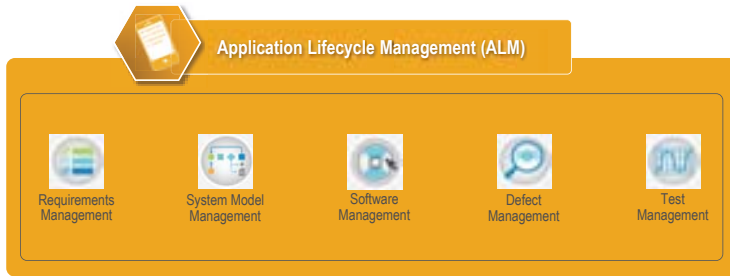 Application Lifecycle Management (ALM)
Requirements
Management
System Model
Management
Software
Management
Defect
Management
Test
Management